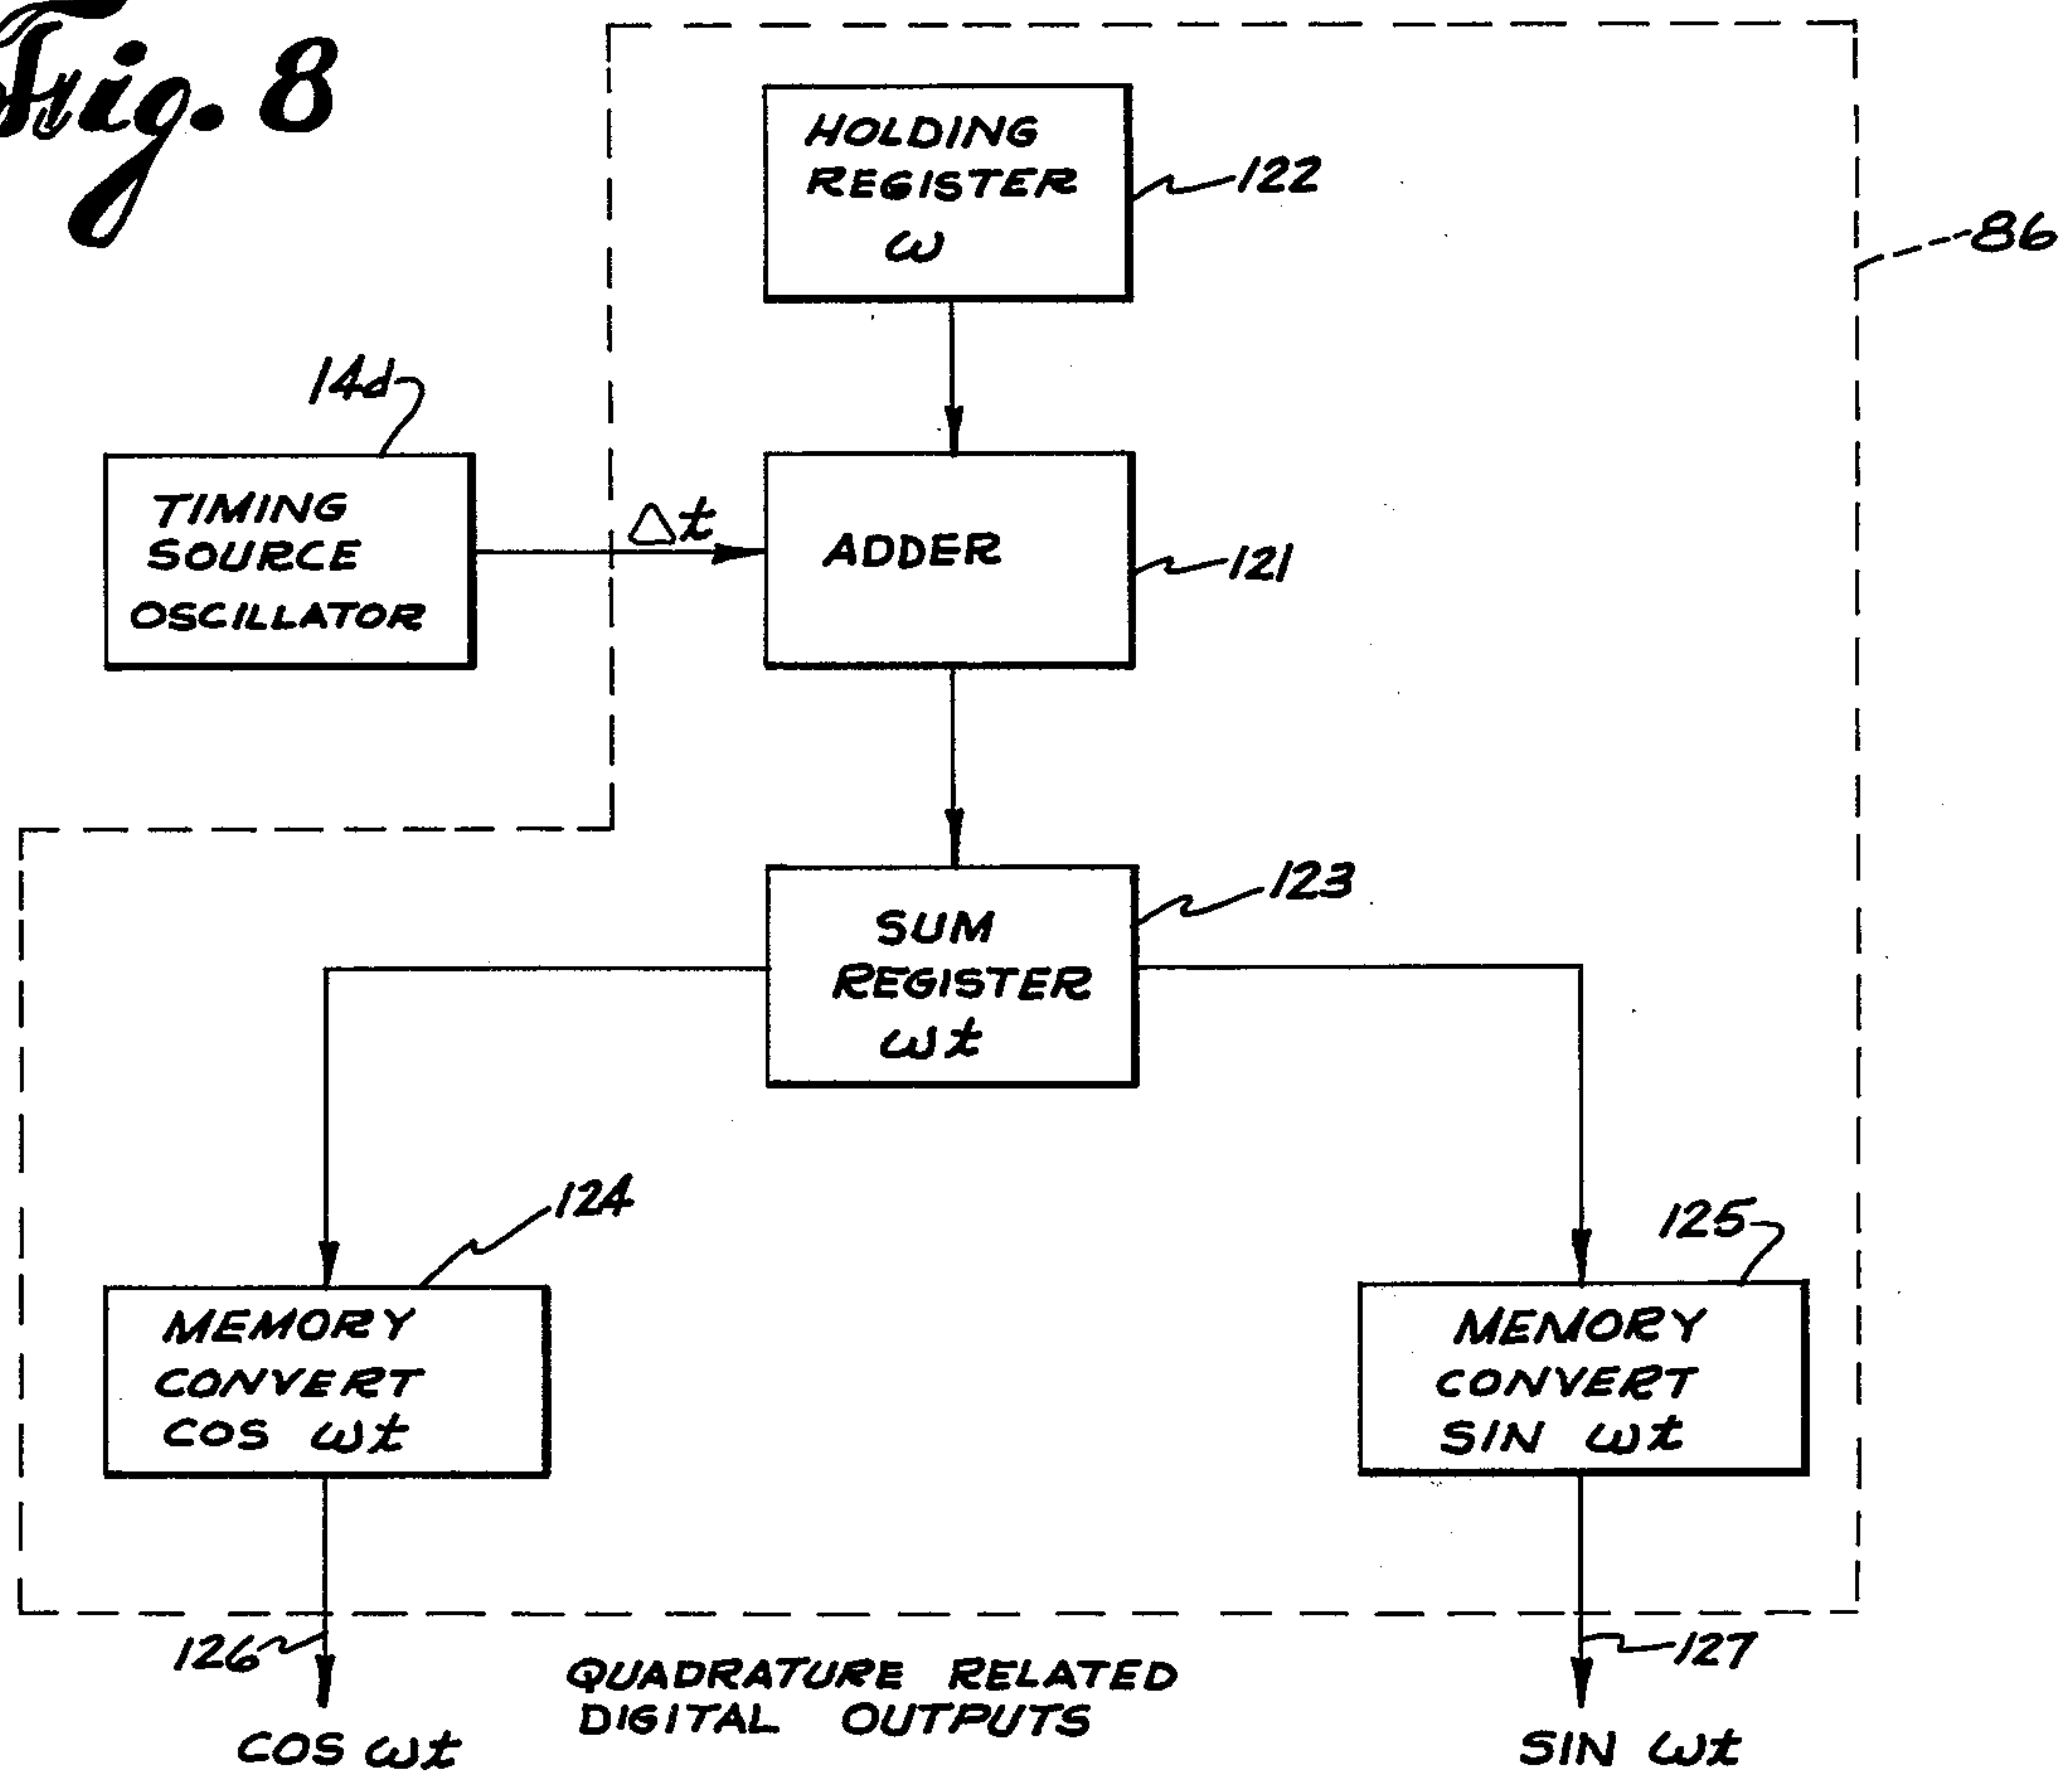 Fig. 8
HOLDING
REGISTER
ω
122
86
14d
TIMING
SOURCE
OSCILLATOR
Δt
ADDER
121
SUM
REGISTER
ωt
123
124
MEMORY
CONVERT
COS ωt
125
MEMORY
CONVERT
SIN ωt
126
127
QUADRATURE RELATED
DIGITAL OUTPUTS
COS ωt
SIN ωt